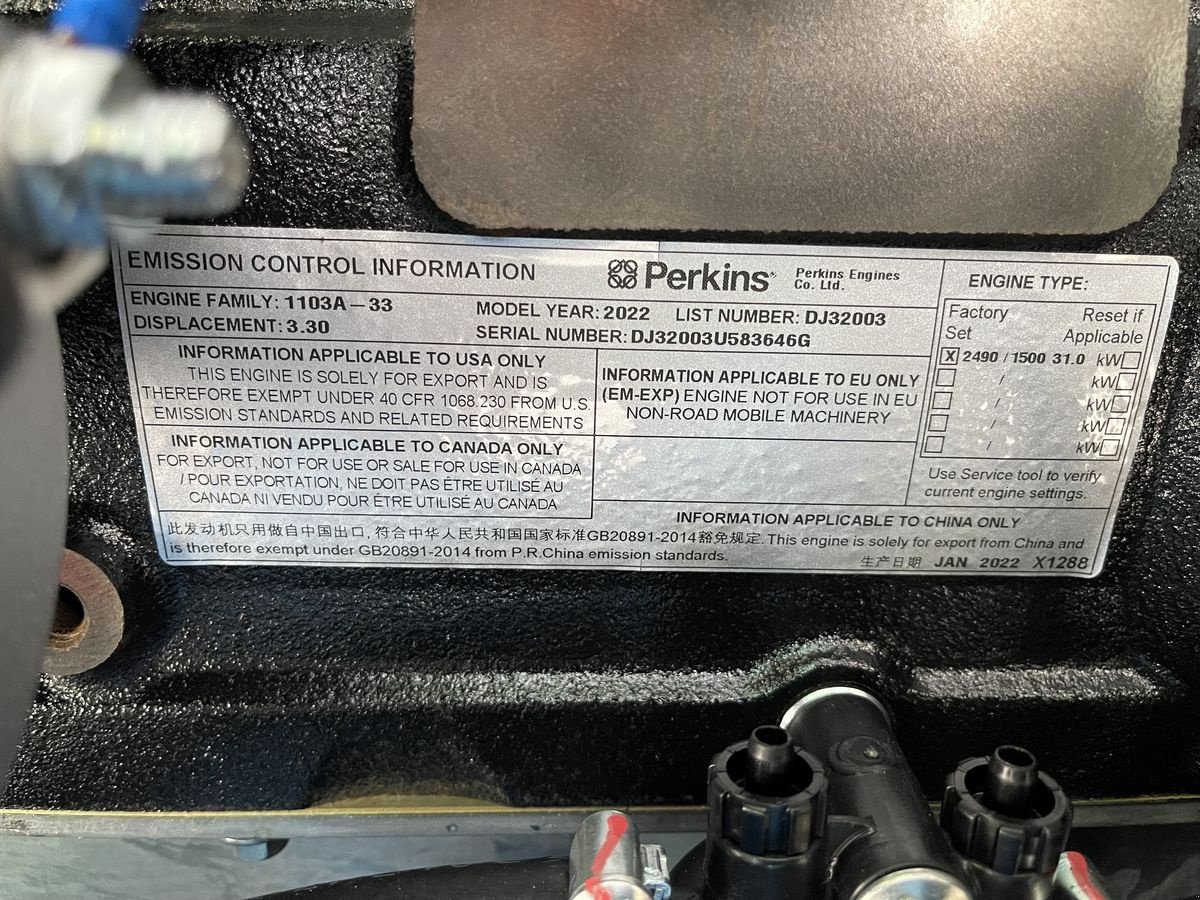 EMISSION CONTROL INFORMATION
Perkins
Perkins Engines
Co. Ltd.
ENGINE FAMILY: 1103A-33
DISPLACEMENT: 3.30
MODEL YEAR: 2022 LIST NUMBER: DJ32003
SERIAL NUMBER: DJ32003U583646G
INFORMATION APPLICABLE TO USA ONLY
THIS ENGINE IS SOLELY FOR EXPORT AND IS
THEREFORE EXEMPT UNDER 40 CFR 1068.230 FROM U.S.
EMISSION STANDARDS AND RELATED REQUIREMENTS
INFORMATION APPLICABLE TO CANADA ONLY
FOR EXPORT, NOT FOR USE OR SALE FOR USE IN CANADA
/ POUR EXPORTATION, NE DOIT PAS ÊTRE UTILISÉ AU
CANADA NI VENDU POUR ÊTRE UTILISÉ AU CANADA
INFORMATION APPLICABLE TO EU ONLY
(EM-EXP) ENGINE NOT FOR USE IN EU
NON-ROAD MOBILE MACHINERY
ENGINE TYPE:
Factory Reset if
Set Applicable
X 2490 / 1500 31.0 kW
/ kW
/ kW
/ kW
/ kW
Use Service tool to verify
current engine settings.
INFORMATION APPLICABLE TO CHINA ONLY
此发动机只用做自中国出口, 符合中华人民共和国国家标准GB20891-2014豁免规定. This engine is solely for export from China and
is therefore exempt under GB20891-2014 from P.R.China emission standards.
生产日期 JAN 2022 X1288